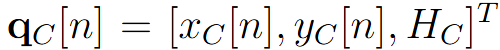 q_C[n] = [x_C[n], y_C[n], H_C]^T